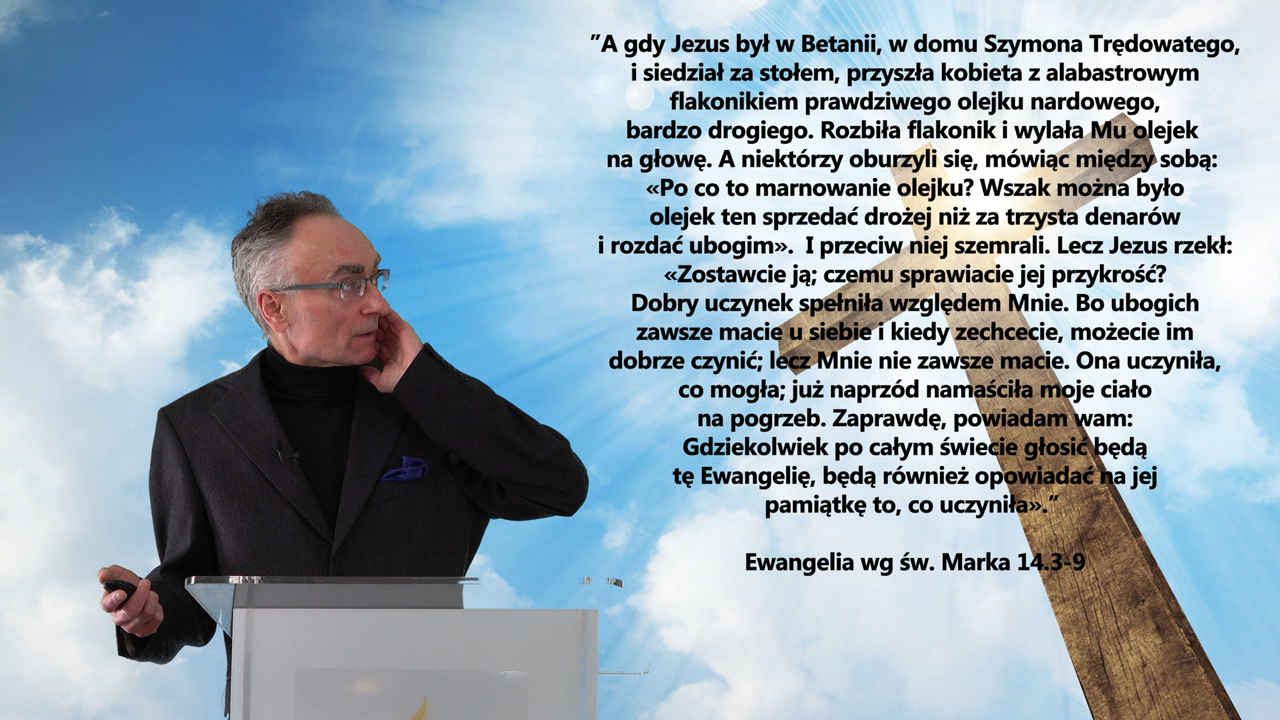 ”A gdy Jezus był w Betanii, w domu Szymona Trędowatego,
i siedział za stołem, przyszła kobieta z alabastrowym
flakonikiem prawdziwego olejku nardowego,
bardzo drogiego. Rozbiła flakonik i wylała Mu olejek
na głowę. A niektórzy oburzyli się, mówiąc między sobą:
«Po co to marnowanie olejku? Wszak można było
olejek ten sprzedać drożej niż za trzysta denarów
i rozdać ubogim».  I przeciw niej szemrali. Lecz Jezus rzekł:
«Zostawcie ją; czemu sprawiacie jej przykrość?
Dobry uczynek spełniła względem Mnie. Bo ubogich
zawsze macie u siebie i kiedy zechcecie, możecie im
dobrze czynić; lecz Mnie nie zawsze macie. Ona uczyniła,
co mogła; już naprzód namaściła moje ciało
na pogrzeb. Zaprawdę, powiadam wam:
Gdziekolwiek po całym świecie głosić będą
tę Ewangelię, będą również opowiadać na jej
pamiątkę to, co uczyniła».”
Ewangelia wg św. Marka 14.3-9